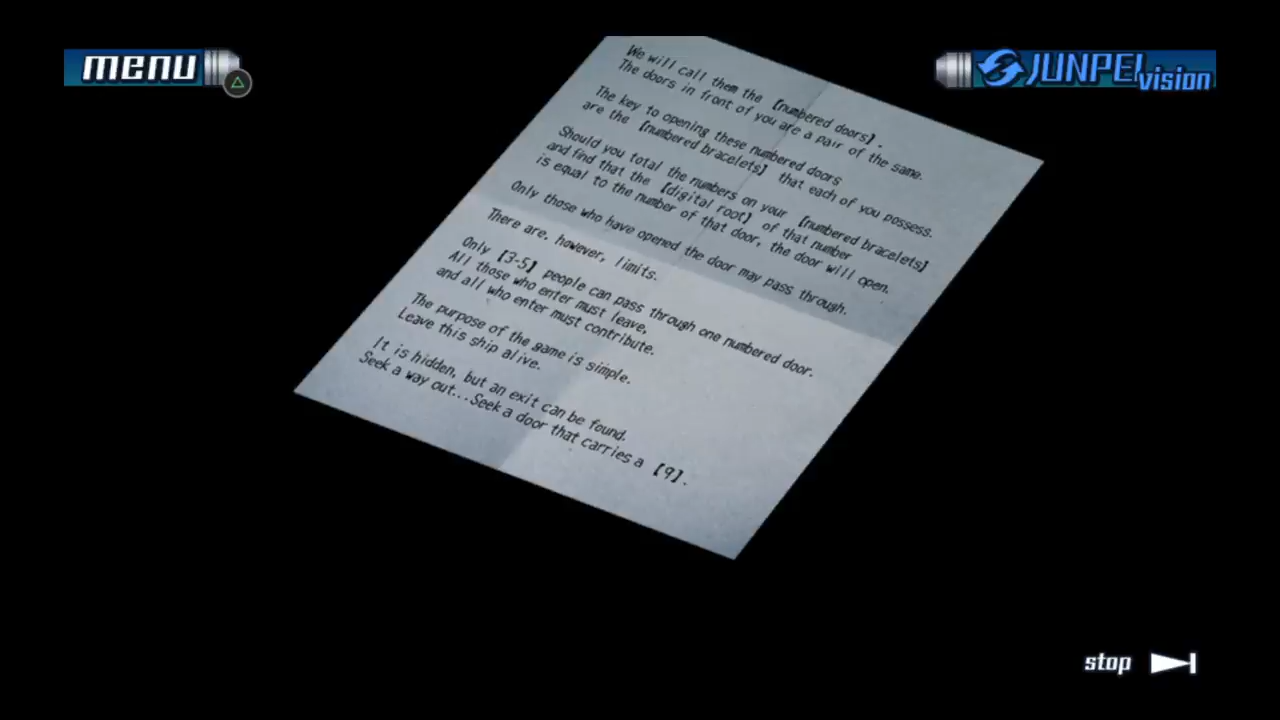 menu
JUNPEI vision
We will call them the [numbered doors].
The doors in front of you are a pair of the same.
The key to opening these numbered doors
are the [numbered bracelets] that each of you possess.
Should you total the numbers on your [numbered bracelets]
and find that the [digital root] of that number
is equal to the number of that door, the door will open.
Only those who have opened the door may pass through.
There are, however, limits.
Only [3-5] people can pass through one numbered door.
All those who enter must leave,
and all who enter must contribute.
The purpose of the game is simple.
Leave this ship alive.
It is hidden, but an exit can be found.
Seek a way out...Seek a door that carries a [9].
stop